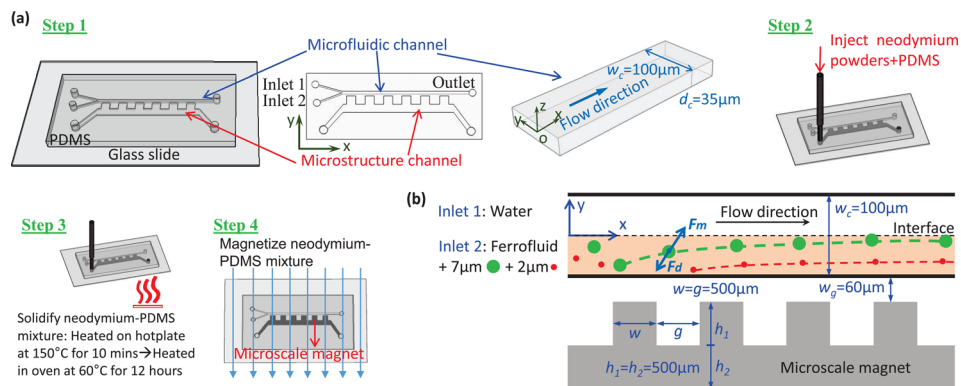 (a)
Step 1
Microfluidic channel
Inlet 1
Inlet 2
Outlet
y
x
PDMS
Glass slide
Microstructure channel
w_c=100μm
d_c=35μm
Flow direction
z
y
x
o
Step 2
Inject neodymium
powders+PDMS
Step 3
Solidify neodymium-PDMS
mixture: Heated on hotplate
at 150°C for 10 mins→Heated
in oven at 60°C for 12 hours
Step 4
Magnetize neodymium-
PDMS mixture
Microscale magnet
(b)
Inlet 1: Water
Inlet 2: Ferrofluid
+ 7μm + 2μm
y
x
F_m
F_d
Flow direction
w_c=100μm
Interface
w=g=500μm
w_g=60μm
w
g
h_1
h_1=h_2=500μm
h_2
Microscale magnet